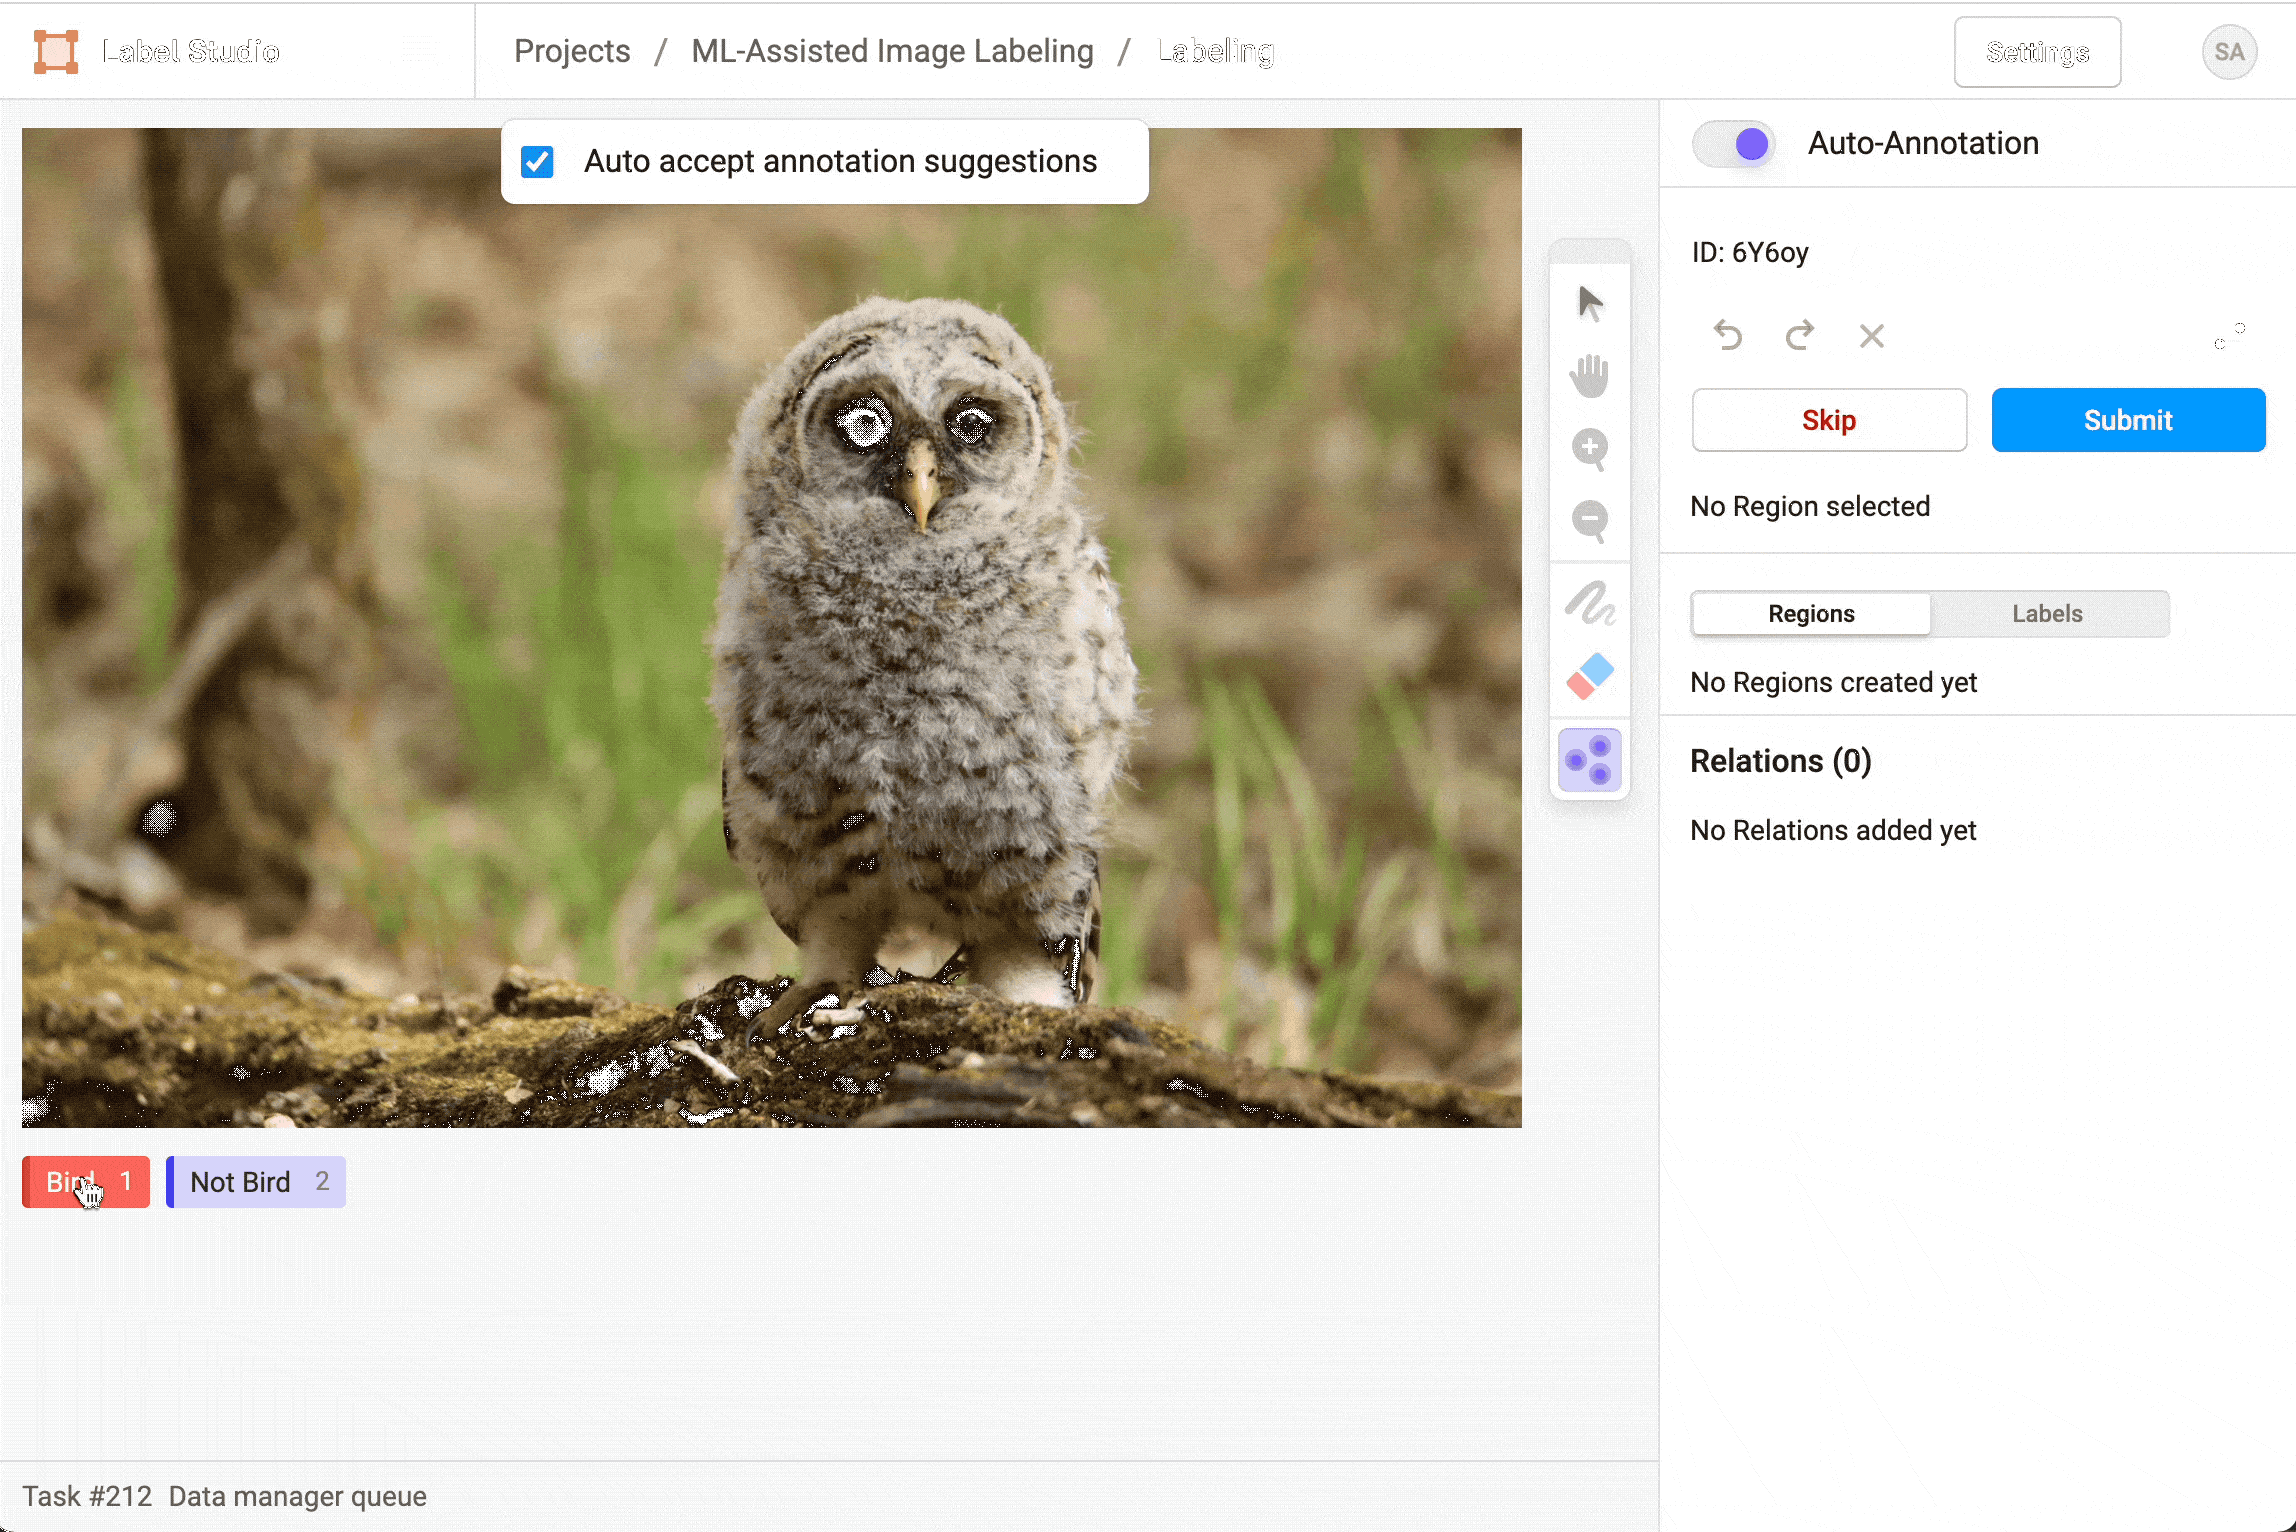 Label Studio
Projects / ML-Assisted Image Labeling / Labeling
Settings
SA
Auto accept annotation suggestions
Auto-Annotation
ID: 6Y6oy
Skip
Submit
No Region selected
Regions
Labels
No Regions created yet
Relations (0)
No Relations added yet
Bird 1
Not Bird 2
Task #212 Data manager queue